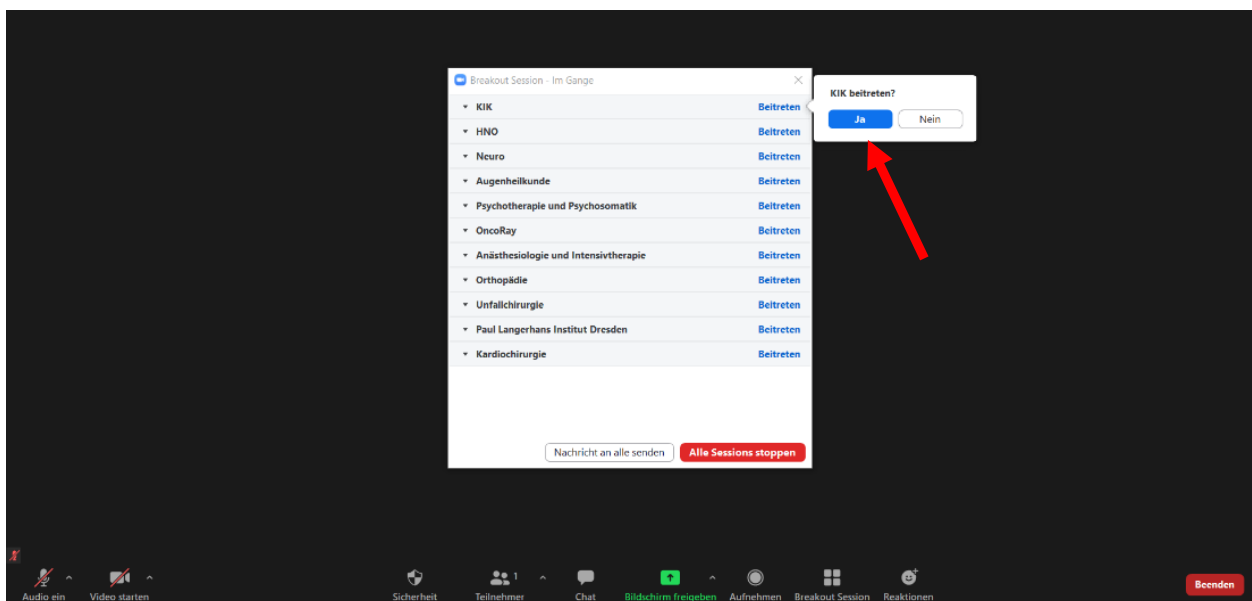 Breakout Session - Im Gange
KIK beitreten?
KIK Beitreten
Ja Nein
HNO Beitreten
Neuro Beitreten
Augenheilkunde Beitreten
Psychotherapie und Psychosomatik Beitreten
OncoRay Beitreten
Anästhesiologie und Intensivtherapie Beitreten
Orthopädie Beitreten
Unfallchirurgie Beitreten
Paul Langerhans Institut Dresden Beitreten
Kardiochirurgie Beitreten
Nachricht an alle senden Alle Sessions stoppen
1
Audio ein Video starten Sicherheit Teilnehmer Chat Bildschirm freigeben Aufnehmen Breakout Session Reaktionen Beenden